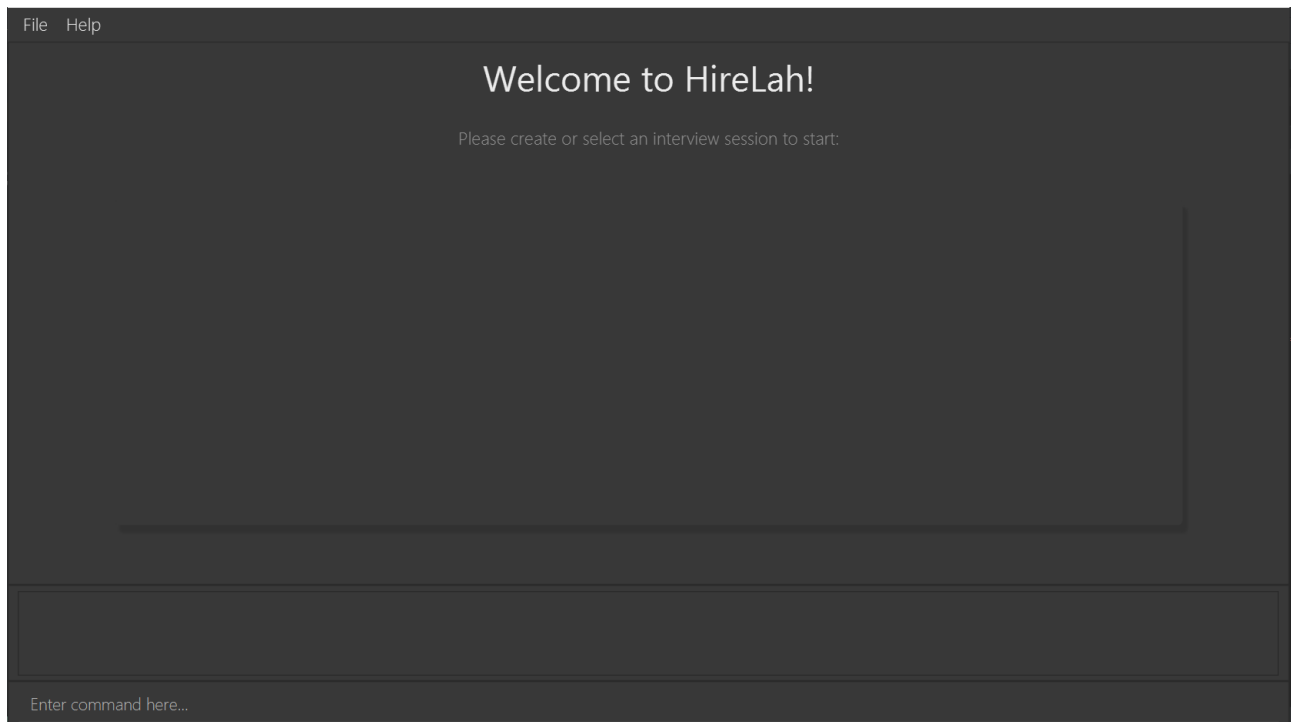 File Help
Welcome to HireLah!
Please create or select an interview session to start:
Enter command here...